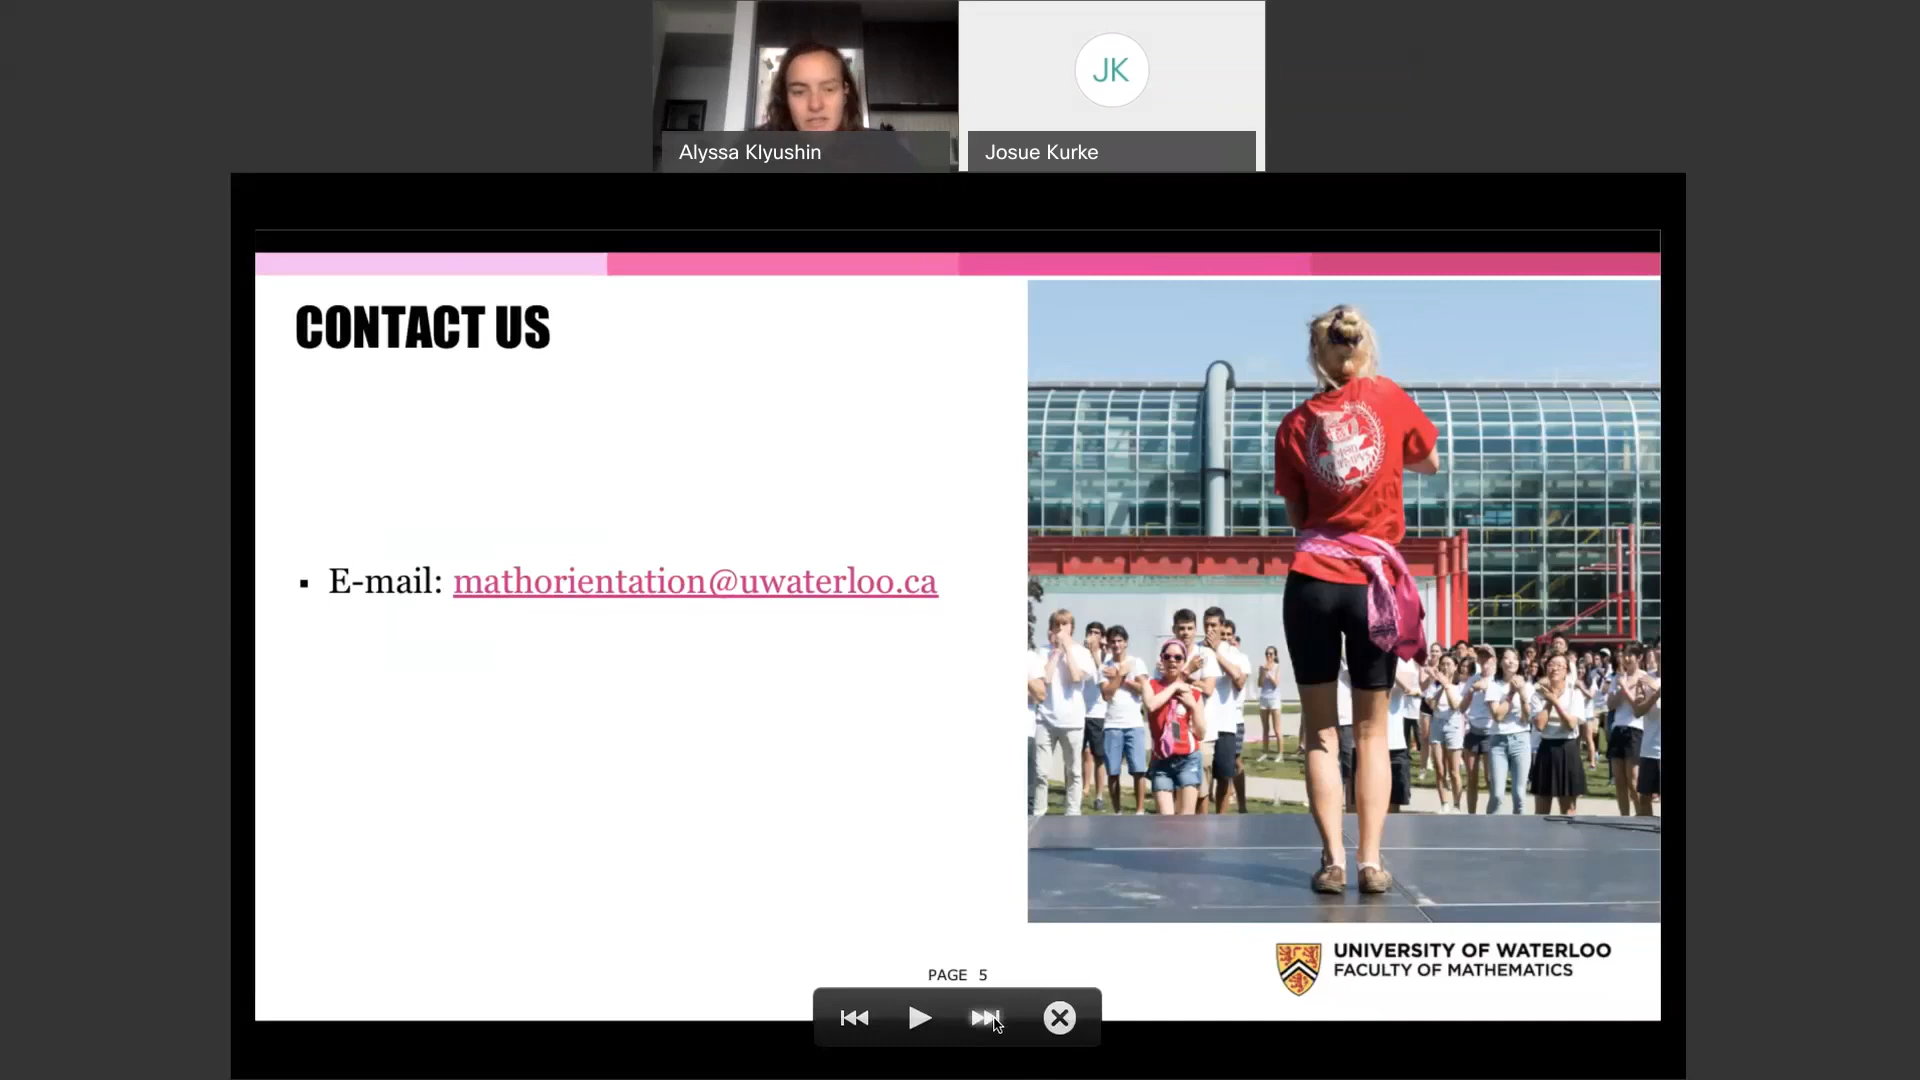 JK
Alyssa Klyushin
Josue Kurke
CONTACT US
▪ E-mail: mathorientation@uwaterloo.ca
UNIVERSITY OF WATERLOO
FACULTY OF MATHEMATICS
PAGE 5